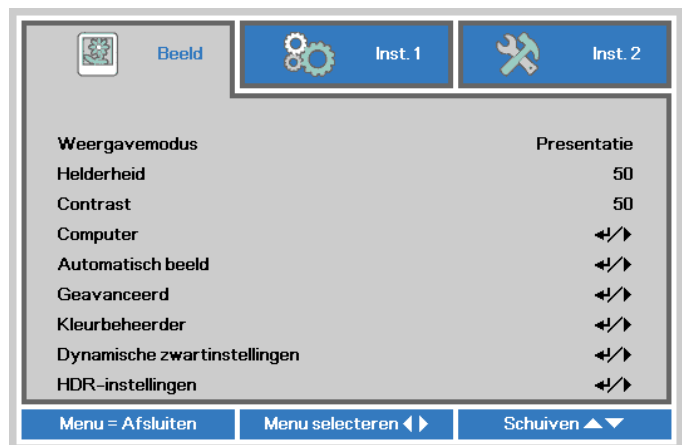 Beeld Inst. 1 Inst. 2
Weergavemodus Presentatie
Helderheid 50
Contrast 50
Computer
Automatisch beeld
Geavanceerd
Kleurbeheerder
Dynamische zwartinstellingen
HDR-instellingen
Menu = Afsluiten Menu selecteren Schuiven